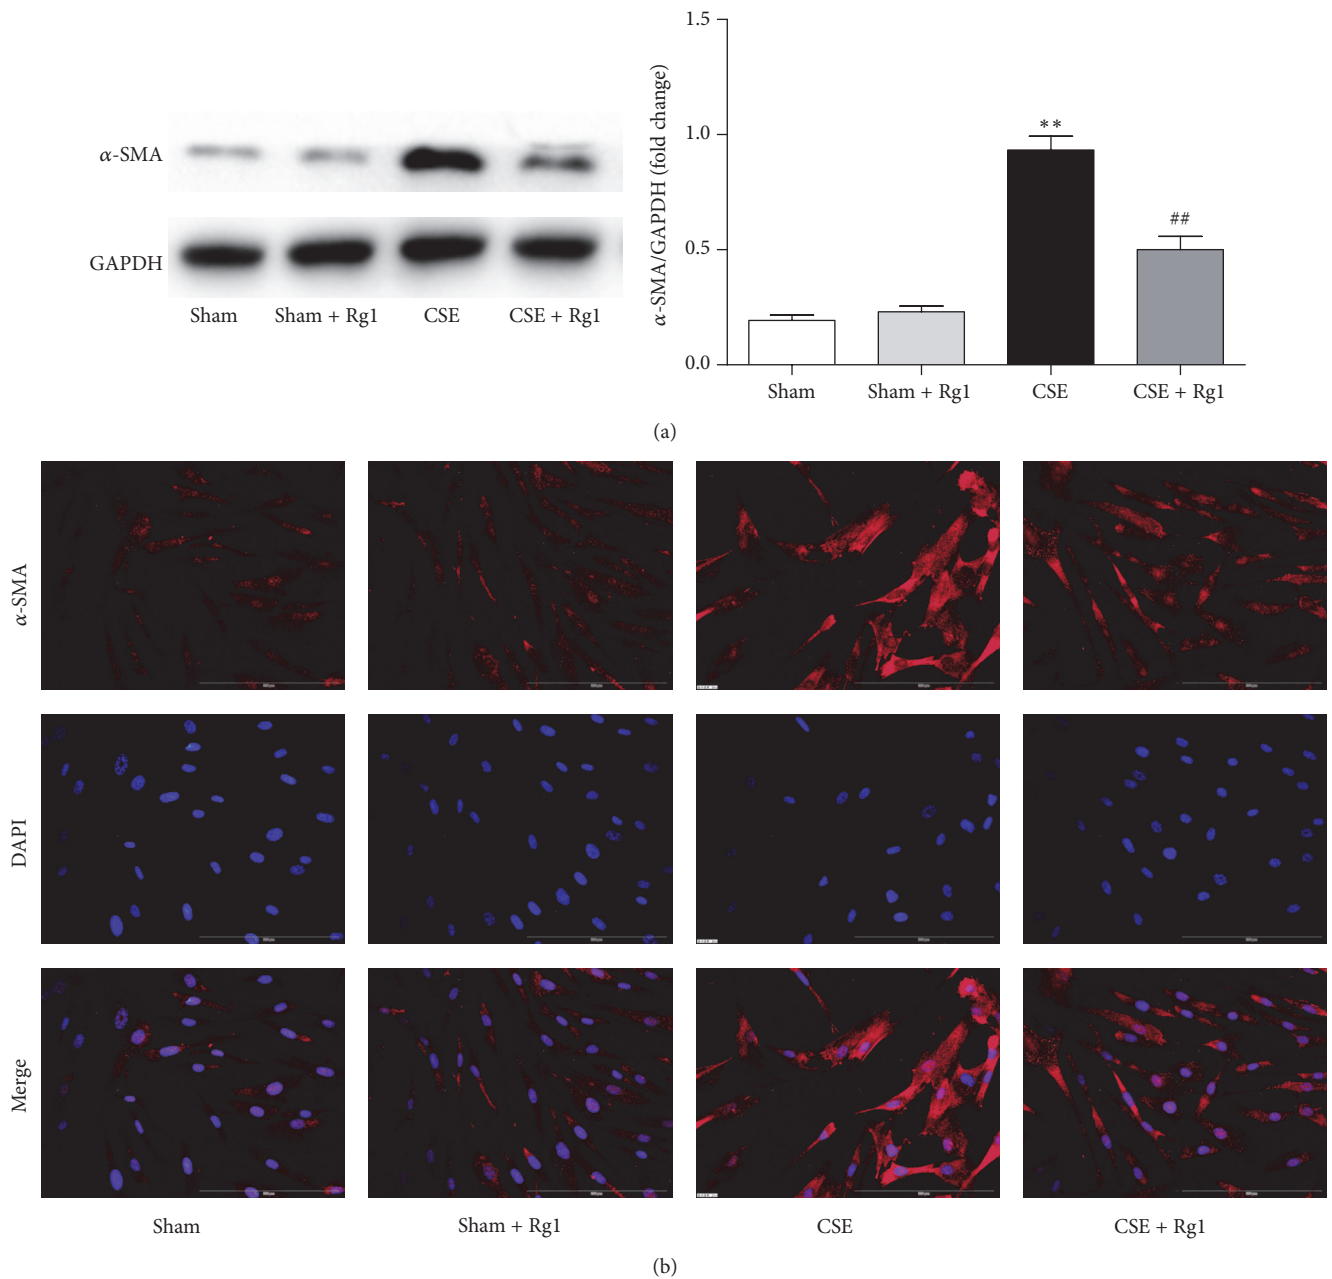 α-SMA
GAPDH
Sham
Sham + Rg1
CSE
CSE + Rg1
α-SMA/GAPDH (fold change)
1.5
1.0
0.5
0.0
**
##
Sham
Sham + Rg1
CSE
CSE + Rg1
(a)
α-SMA
DAPI
Merge
Sham
Sham + Rg1
CSE
CSE + Rg1
(b)